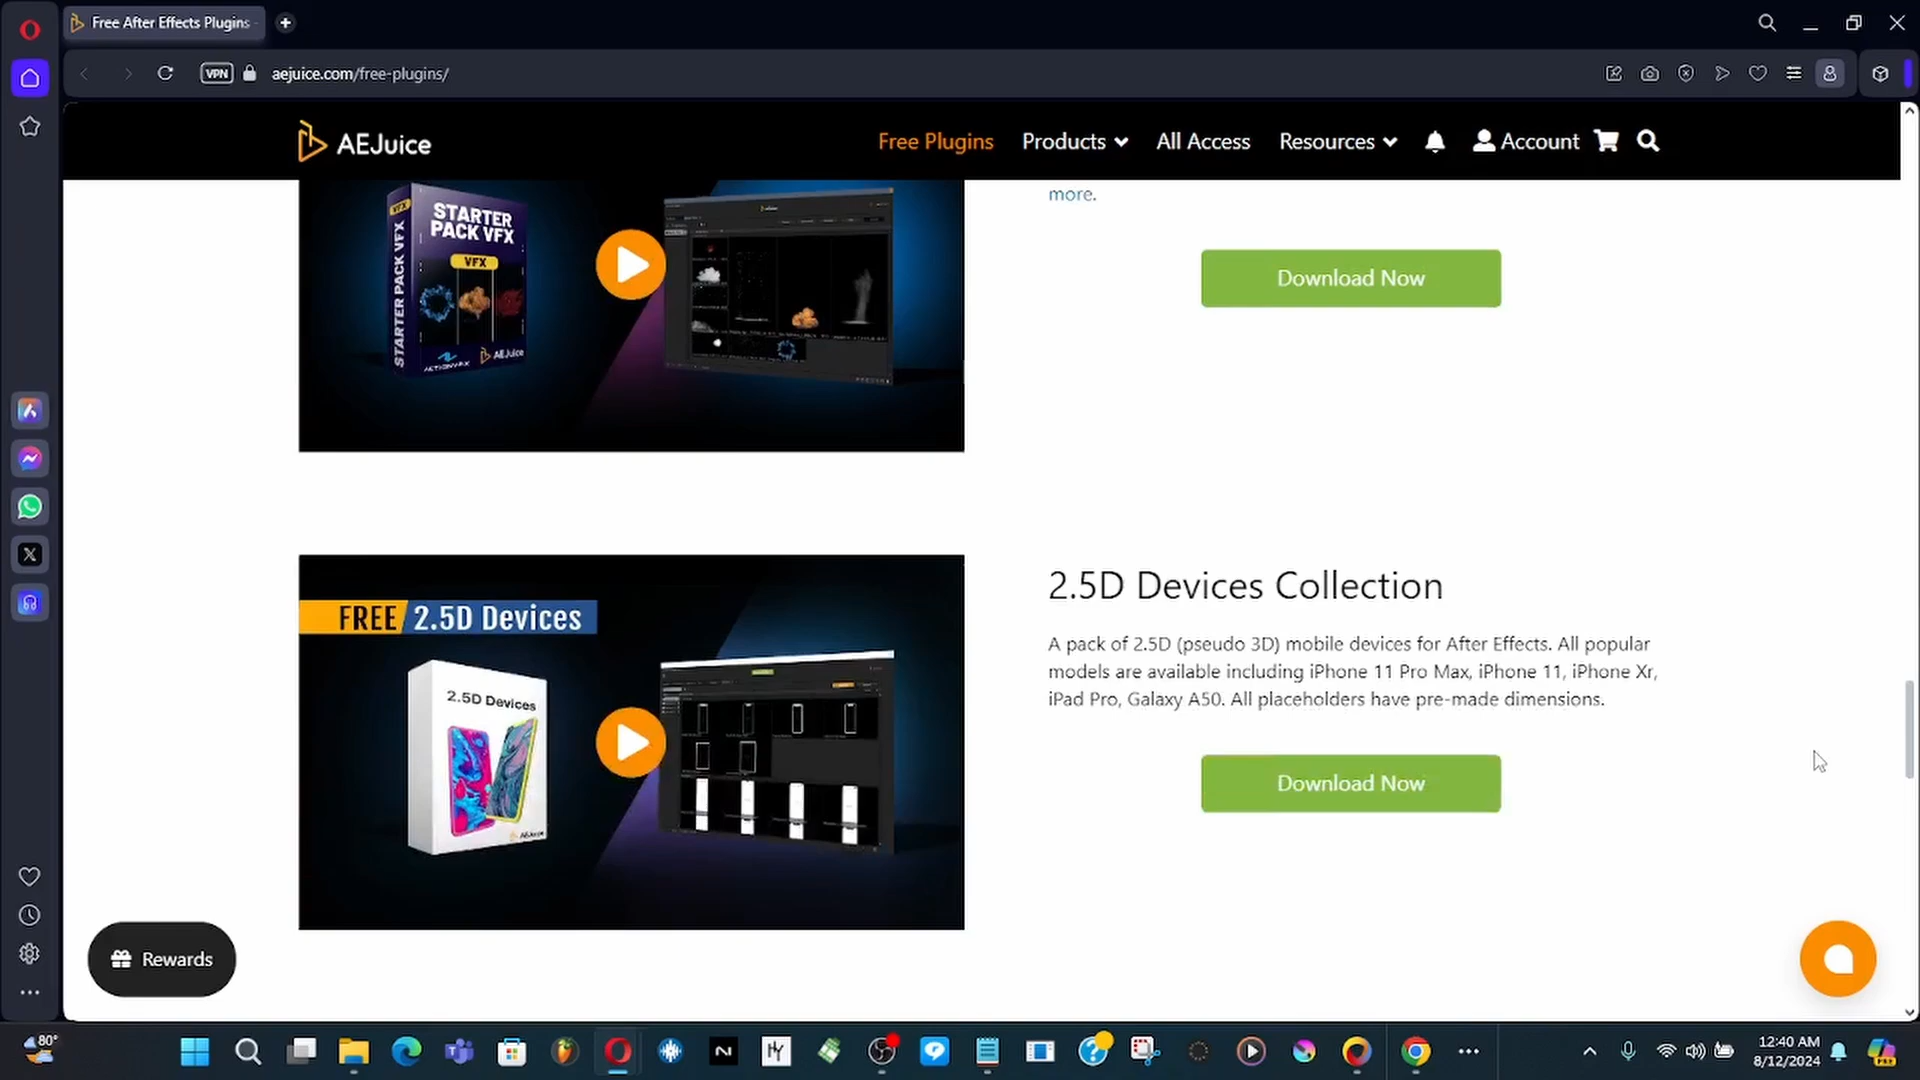 Free After Effects Plugins -
VPN
aejuice.com/free-plugins/
AEJuice
Free Plugins
Products
All Access
Resources
Account
more.
VFX
STARTER
PACK VFX
VFX
STARTER PACK VFX
AEJuice
Download Now
FREE 2.5D Devices
2.5D Devices
AEJuice
2.5D Devices Collection
A pack of 2.5D (pseudo 3D) mobile devices for After Effects. All popular
models are available including iPhone 11 Pro Max, iPhone 11, iPhone Xr,
iPad Pro, Galaxy A50. All placeholders have pre-made dimensions.
Download Now
Rewards
80°
12:40 AM
8/12/2024